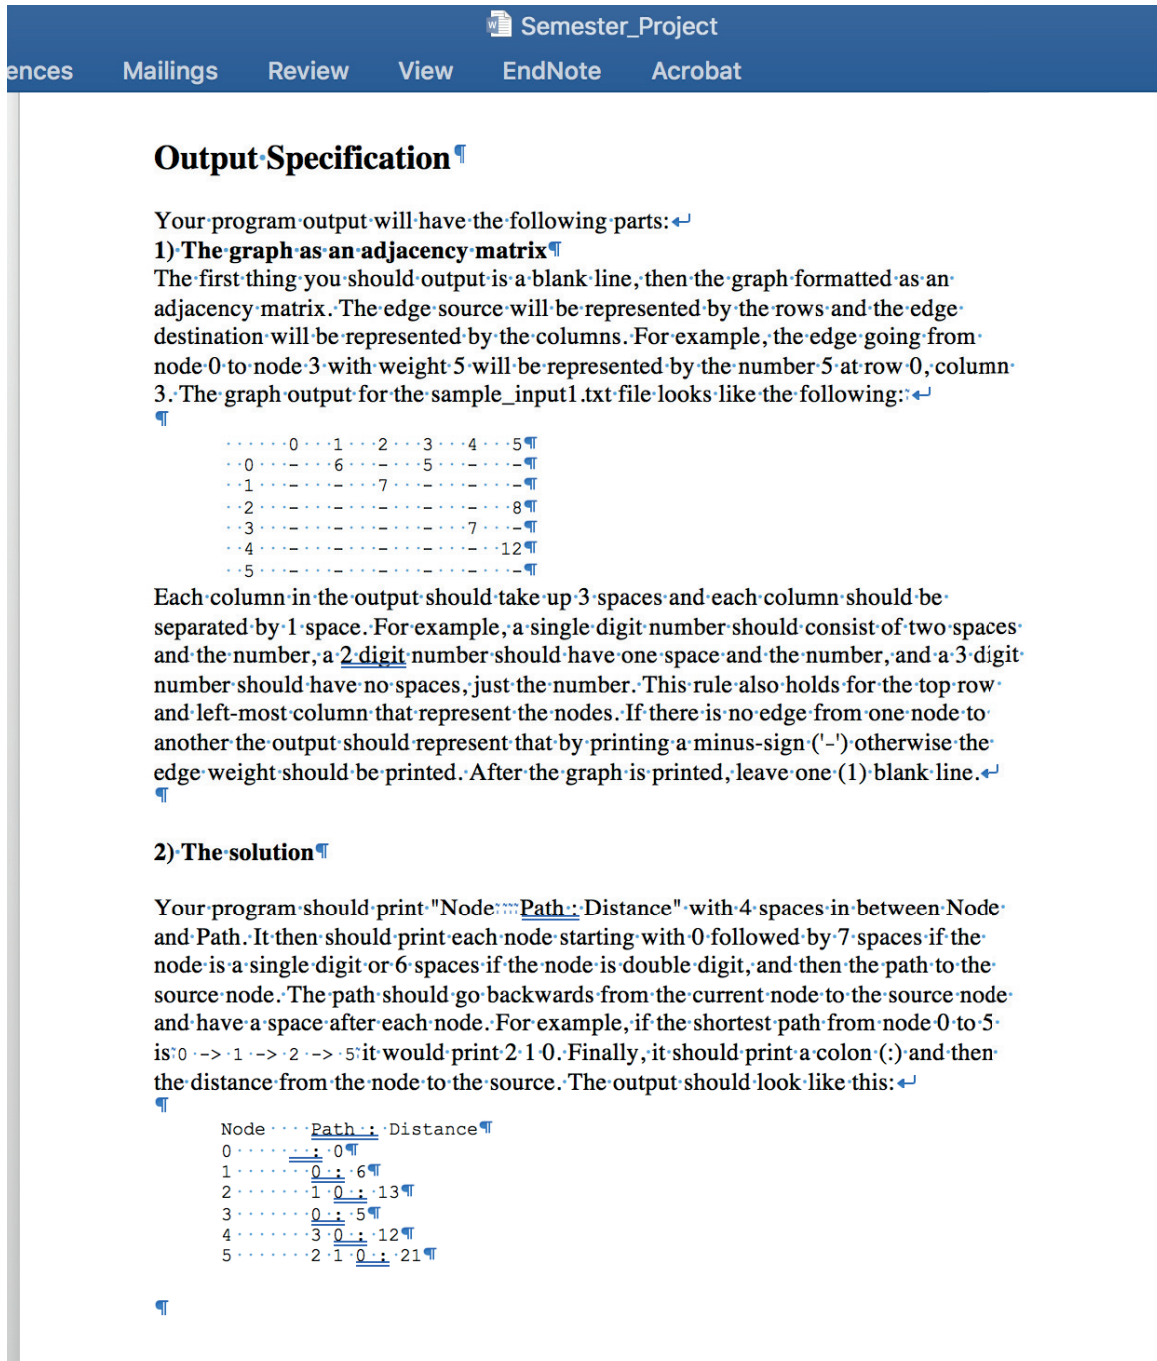 Semester_Project
ences Mailings Review View EndNote Acrobat
Output Specification¶
Your program output will have the following parts:↵
1) The graph as an adjacency matrix¶
The first thing you should output is a blank line, then the graph formatted as an
adjacency matrix. The edge source will be represented by the rows and the edge
destination will be represented by the columns. For example, the edge going from
node 0 to node 3 with weight 5 will be represented by the number 5 at row 0, column
3. The graph output for the sample_input1.txt file looks like the following: ↵
¶
      0   1   2   3   4   5¶
  0   -   6   -   5   -   -¶
  1   -   -   7   -   -   -¶
  2   -   -   -   -   -   8¶
  3   -   -   -   -   7   -¶
  4   -   -   -   -   -  12¶
  5   -   -   -   -   -   -¶
Each column in the output should take up 3 spaces and each column should be
separated by 1 space. For example, a single digit number should consist of two spaces
and the number, a 2 digit number should have one space and the number, and a 3 digit
number should have no spaces, just the number. This rule also holds for the top row
and left-most column that represent the nodes. If there is no edge from one node to
another the output should represent that by printing a minus-sign ('-') otherwise the
edge weight should be printed. After the graph is printed, leave one (1) blank line.↵
¶
2) The solution¶
Your program should print "Node    Path : Distance" with 4 spaces in between Node
and Path. It then should print each node starting with 0 followed by 7 spaces if the
node is a single digit or 6 spaces if the node is double digit, and then the path to the
source node. The path should go backwards from the current node to the source node
and have a space after each node. For example, if the shortest path from node 0 to 5
is 0 -> 1 -> 2 -> 5 it would print 2 1 0. Finally, it should print a colon (:) and then
the distance from the node to the source. The output should look like this:↵
¶
Node    Path : Distance¶
0        : 0¶
1       0 : 6¶
2       1 0 : 13¶
3       0 : 5¶
4       3 0 : 12¶
5       2 1 0 : 21¶
¶